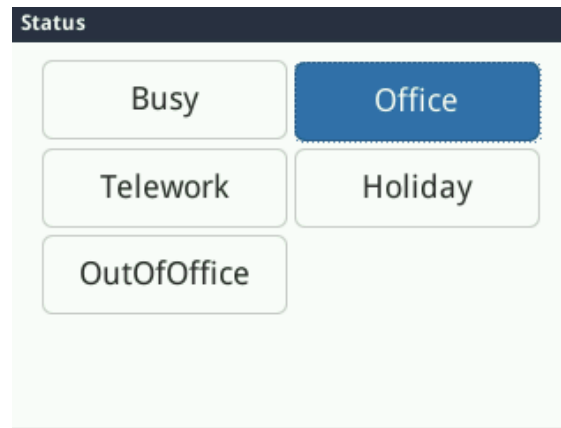 Status
Busy
Office
Telework
Holiday
OutOfOffice